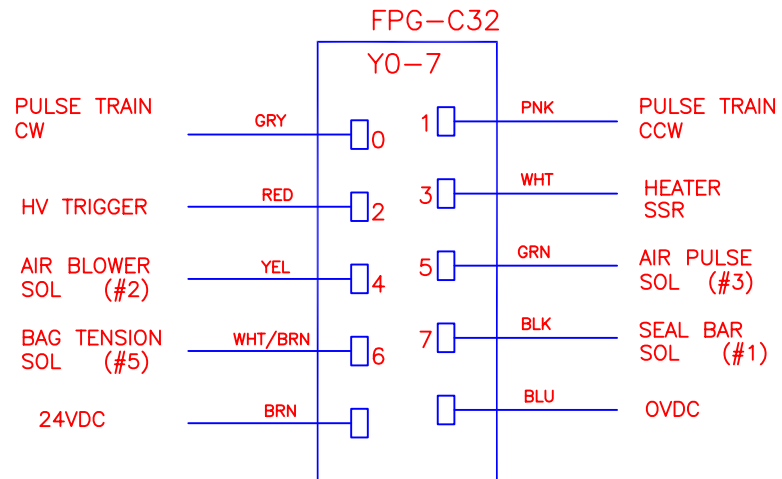 FPG-C32
Y0-7
PULSE TRAIN
CW
GRY
0
1
PNK
PULSE TRAIN
CCW
HV TRIGGER
RED
2
3
WHT
HEATER
SSR
AIR BLOWER
SOL (#2)
YEL
4
5
GRN
AIR PULSE
SOL (#3)
BAG TENSION
SOL (#5)
WHT/BRN
6
7
BLK
SEAL BAR
SOL (#1)
24VDC
BRN
BLU
0VDC